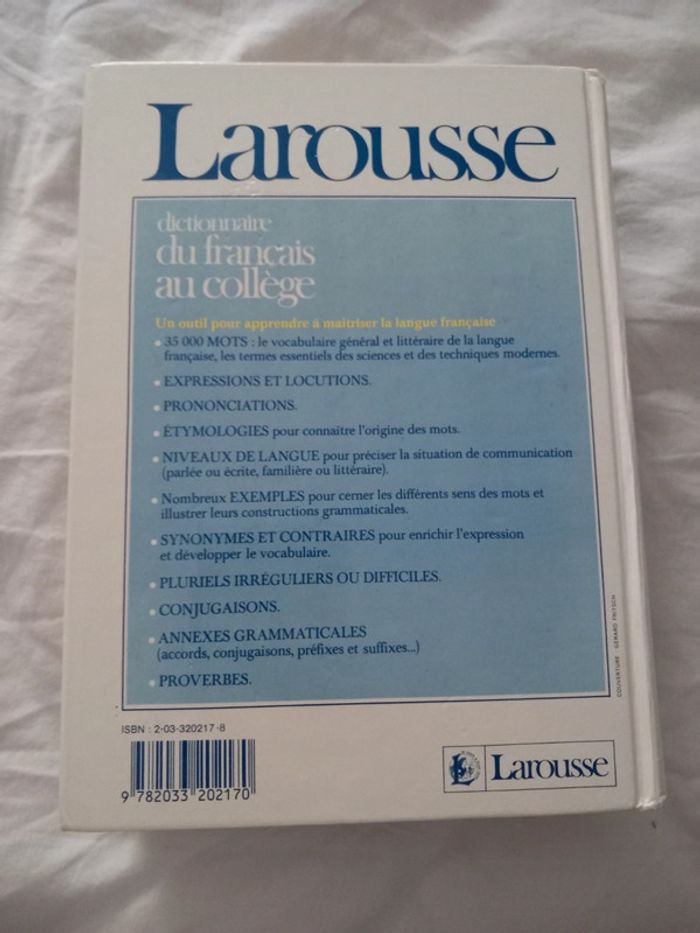 Larousse
dictionnaire
du français
au collège
Un outil pour apprendre à maîtriser la langue française
• 35 000 MOTS : le vocabulaire général et littéraire de la langue
française, les termes essentiels des sciences et des techniques modernes.
• EXPRESSIONS ET LOCUTIONS.
• PRONONCIATIONS.
• ÉTYMOLOGIES pour connaître l'origine des mots.
• NIVEAUX DE LANGUE pour préciser la situation de communication
(parlée ou écrite, familière ou littéraire).
• Nombreux EXEMPLES pour cerner les différents sens des mots et
illustrer leurs constructions grammaticales.
• SYNONYMES ET CONTRAIRES pour enrichir l'expression
et développer le vocabulaire.
• PLURIELS IRRÉGULIERS OU DIFFICILES.
• CONJUGAISONS.
• ANNEXES GRAMMATICALES
(accords, conjugaisons, préfixes et suffixes...)
• PROVERBES.
COUVERTURE : GÉRARD FRITSCH
ISBN : 2-03-320217-8
9 782033 202170
Larousse